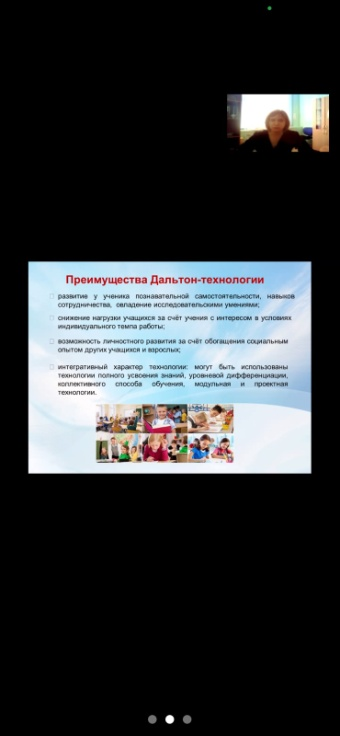 Преимущества Дальтон-технологии
развитие у ученика познавательной самостоятельности, навыков
сотрудничества, овладение исследовательскими умениями;
снижение нагрузки учащихся за счёт учения с интересом в условиях
индивидуального темпа работы;
возможность личностного развития за счёт обогащения социальным
опытом других учащихся и взрослых;
интегративный характер технологии: могут быть использованы
технологии полного усвоения знаний, уровневой дифференциации,
коллективного способа обучения, модульная и проектная
технологии.